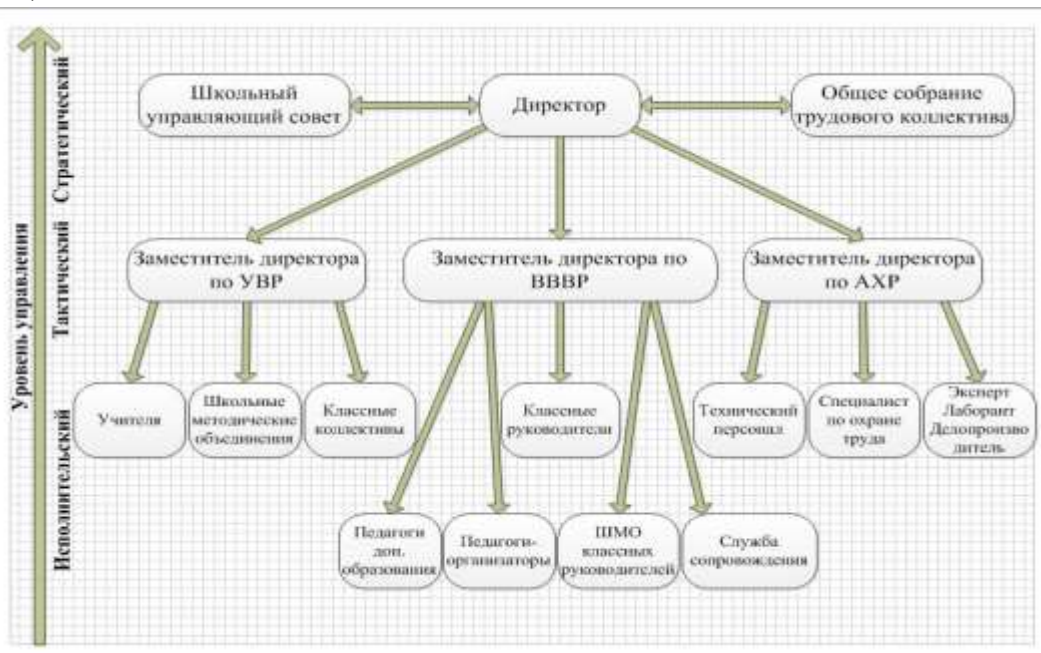 Уровень управления
Стратегический
Тактический
Исполнительский
Школьный
управляющий совет
Директор
Общее собрание
трудового коллектива
Заместитель директора
по УВР
Заместитель директора по
ВВВР
Заместитель директора
по АХР
Учителя
Школьные
методические
объединения
Классные
коллективы
Классные
руководители
Технический
персонал
Специалист
по охране
труда
Эксперт
Лаборант
Делопроизво
дитель
Педагоги
доп.
образования
Педагоги-
организаторы
ШМО
классных
руководителей
Служба
сопровождения